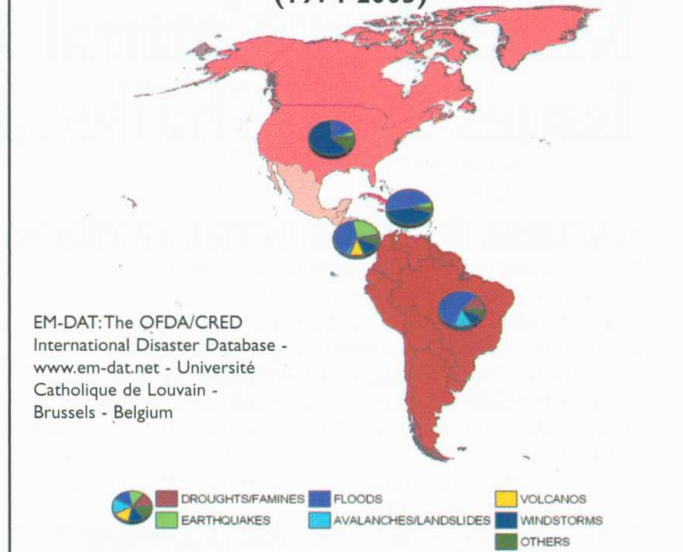 EM-DAT: The OFDA/CRED
International Disaster Database -
www.em-dat.net - Université
Catholique de Louvain -
Brussels - Belgium
DROUGHTS/FAMINES FLOODS VOLCANOS
EARTHQUAKES AVALANCHES/LANDSLIDES WINDSTORMS
OTHERS